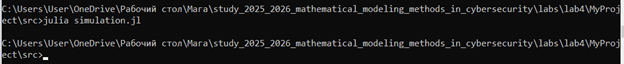 C:\Users\User\OneDrive\Рабочий стол\Mara\study_2025_2026_mathematical_modeling_methods_in_cybersecurity\labs\lab4\MyProj
ect\src>julia simulation.jl
C:\Users\User\OneDrive\Рабочий стол\Mara\study_2025_2026_mathematical_modeling_methods_in_cybersecurity\labs\lab4\MyProj
ect\src>